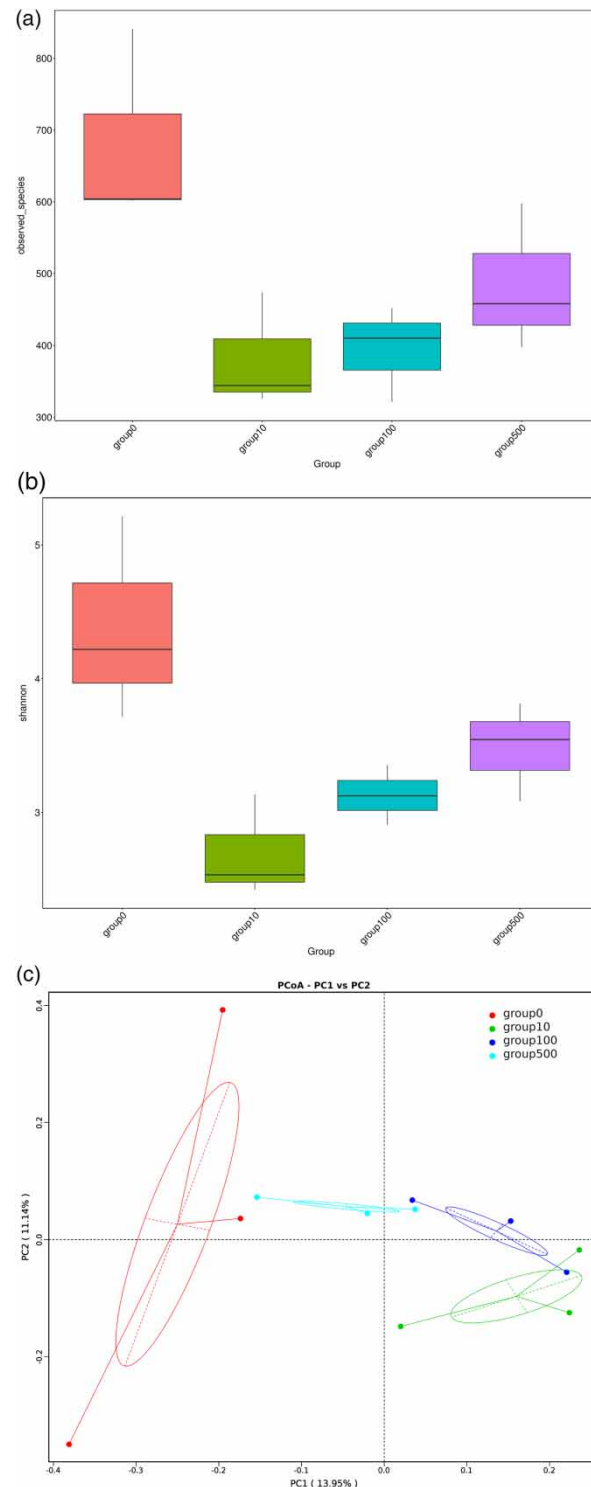 (a)
800
700
600
500
400
300
observed_species
group0
group10
group100
group500
Group
(b)
5
4
3
shannon
group0
group10
group100
group500
Group
(c)
PCoA - PC1 vs PC2
group0
group10
group100
group500
0.4
0.2
0.0
-0.2
PC2 ( 11.14% )
-0.4
-0.3
-0.2
-0.1
0.0
0.1
0.2
PC1 ( 13.95% )